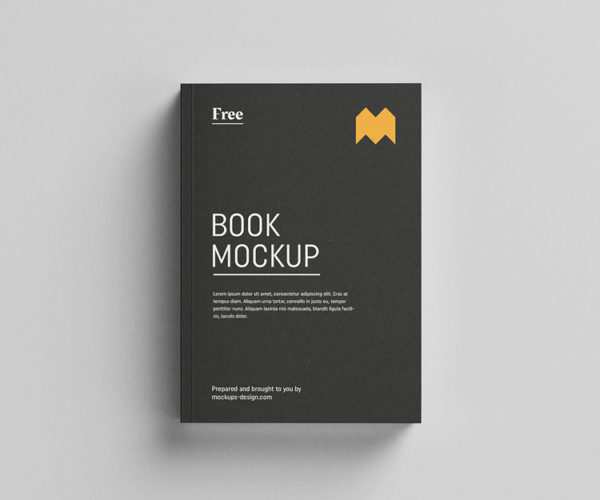 Free
BOOK
MOCKUP
Lorem ipsum dolor sit amet, consectetur adipiscing elit. Cras at
tempus diam. Aliquam urna tortor, convallis in justo eu, tempor
porttitor nunc. Aliquam lacinia nisl malesuada, blandit ligula facili-
sis, iaculis dolor.
Prepared and brought to you by
mockups-design.com